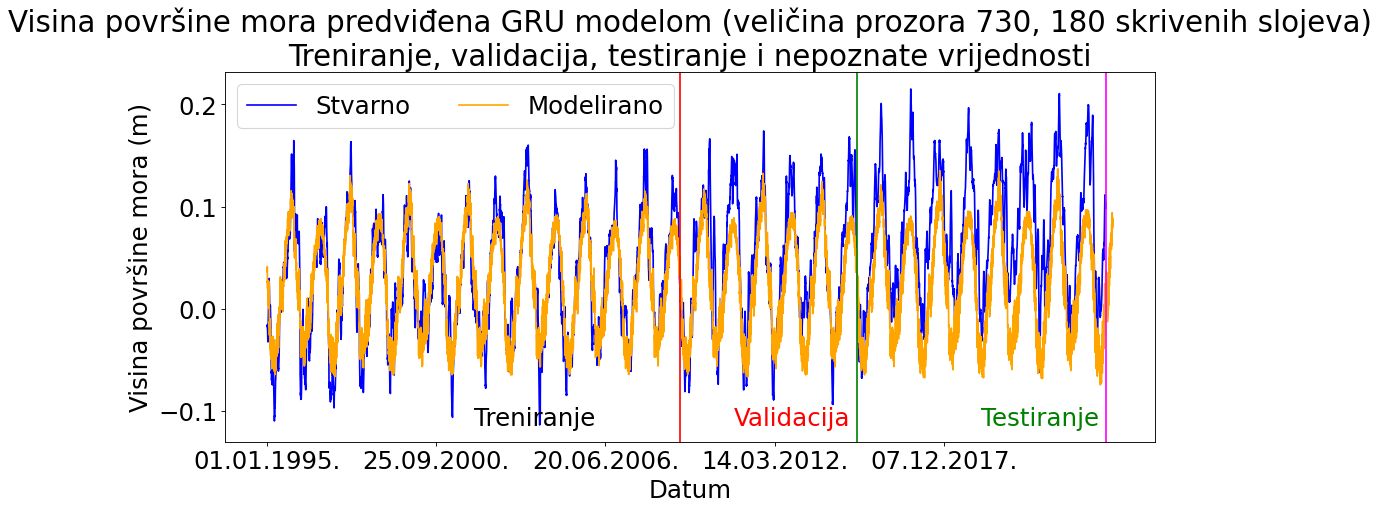 Visina površine mora predviđena GRU modelom (veličina prozora 730, 180 skrivenih slojeva)
Treniranje, validacija, testiranje i nepoznate vrijednosti
Stvarno Modelirano
Visina površine mora (m)
0.2
0.1
0.0
−0.1
Treniranje Validacija Testiranje
01.01.1995. 25.09.2000. 20.06.2006. 14.03.2012. 07.12.2017.
Datum